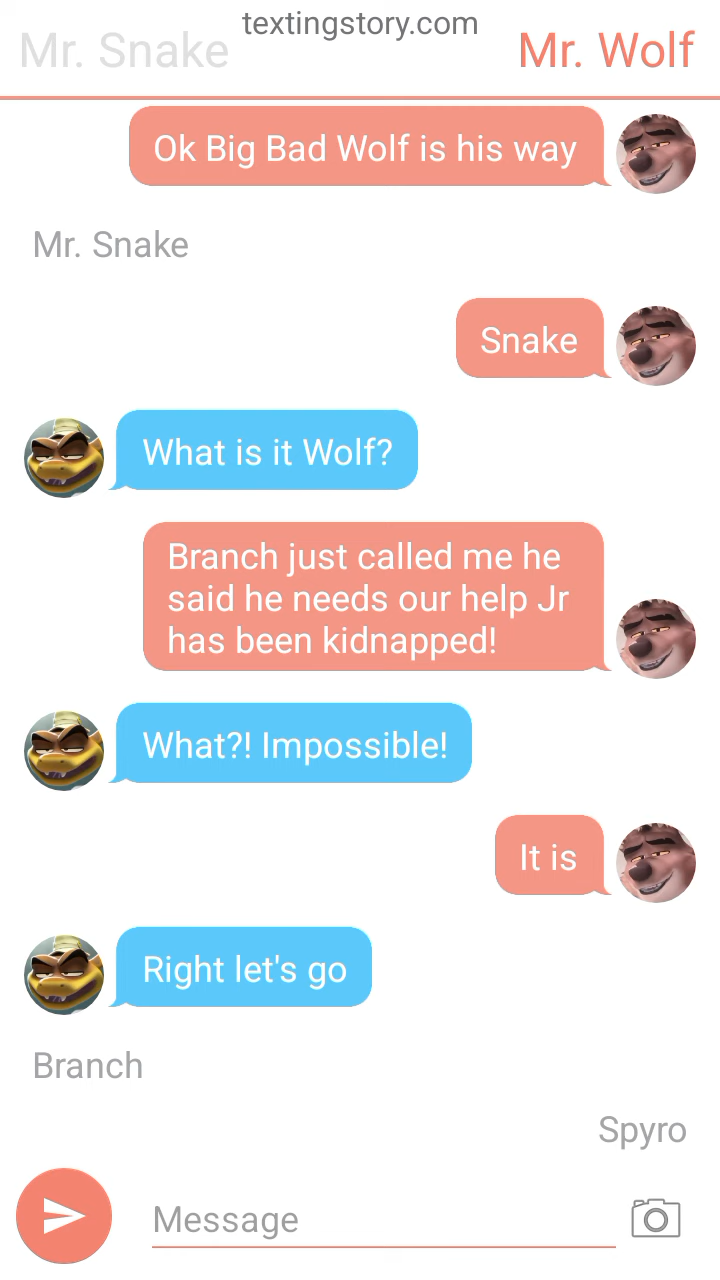 textingstory.com
Mr. Snake
Mr. Wolf
Ok Big Bad Wolf is his way
Mr. Snake
Snake
What is it Wolf?
Branch just called me he
said he needs our help Jr
has been kidnapped!
What?! Impossible!
It is
Right let's go
Branch
Spyro
Message